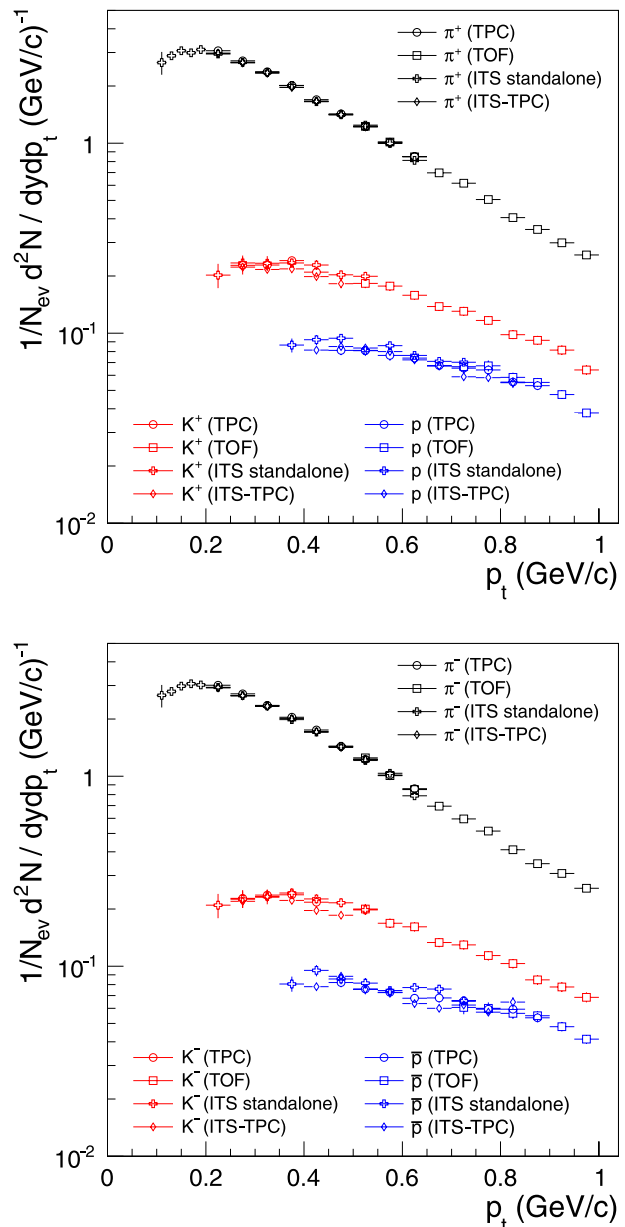 1/N_ev d²N / dydp_t (GeV/c)⁻¹
π⁺ (TPC)
π⁺ (TOF)
π⁺ (ITS standalone)
π⁺ (ITS-TPC)
1
10⁻¹
10⁻²
K⁺ (TPC)
K⁺ (TOF)
K⁺ (ITS standalone)
K⁺ (ITS-TPC)
p (TPC)
p (TOF)
p (ITS standalone)
p (ITS-TPC)
0 0.2 0.4 0.6 0.8 1
p_t (GeV/c)
1/N_ev d²N / dydp_t (GeV/c)⁻¹
π⁻ (TPC)
π⁻ (TOF)
π⁻ (ITS standalone)
π⁻ (ITS-TPC)
1
10⁻¹
10⁻²
K⁻ (TPC)
K⁻ (TOF)
K⁻ (ITS standalone)
K⁻ (ITS-TPC)
p̅ (TPC)
p̅ (TOF)
p̅ (ITS standalone)
p̅ (ITS-TPC)
0 0.2 0.4 0.6 0.8 1
p_t (GeV/c)